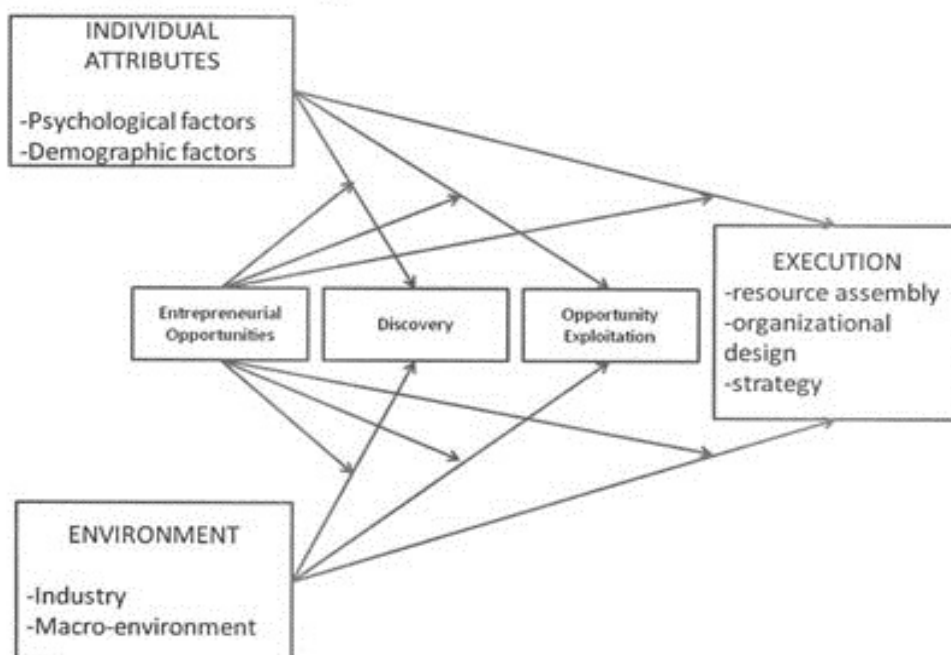 INDIVIDUAL
ATTRIBUTES
-Psychological factors
-Demographic factors
Entrepreneurial
Opportunities
Discovery
Opportunity
Exploitation
EXECUTION
-resource assembly
-organizational
design
-strategy
ENVIRONMENT
-Industry
-Macro-environment